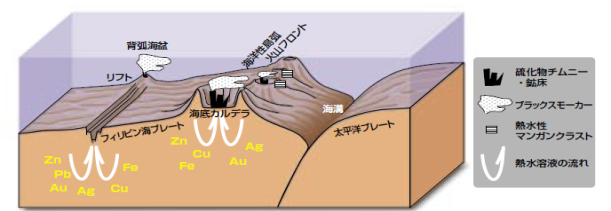 背弧海盆
リフト
海洋性島弧
火山フロント
海底カルデラ
海溝
フィリピン海プレート
太平洋プレート
Zn
Pb
Au
Ag
Cu
Fe
Zn
Cu
Fe
Au
Ag
硫化物チムニー
・鉱床
ブラックスモーカー
熱水性
マンガンクラスト
熱水溶液の流れ